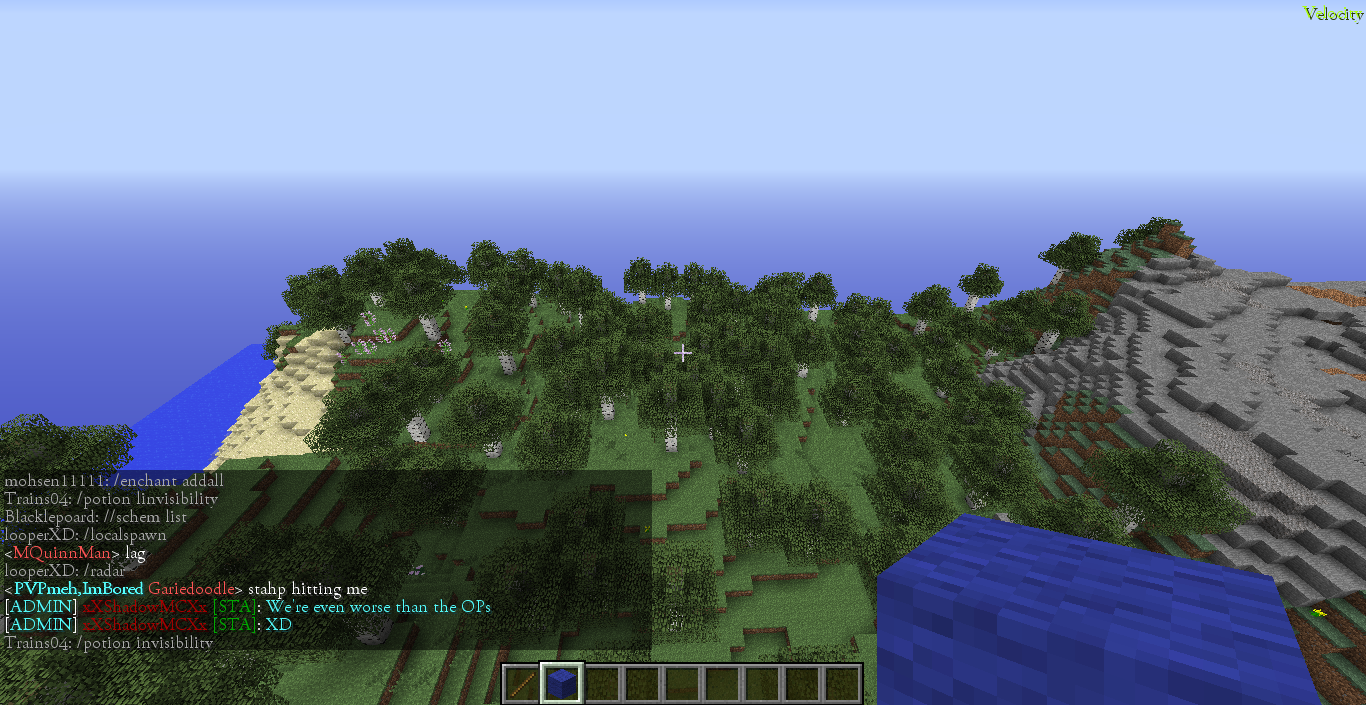 Velocity
mohsen11111: /enchant addall
Trains04: /potion linvisibility
Blacklepoard: //schem list
looperXD: /localspawn
<MQuinnMan> lag
looperXD: /radar
<PVPmeh,ImBored Gariedoodle> stahp hitting me
[ADMIN] xXShadowMCXx [STA]: We're even worse than the OPs
[ADMIN] xXShadowMCXx [STA]: XD
Trains04: /potion invisibility